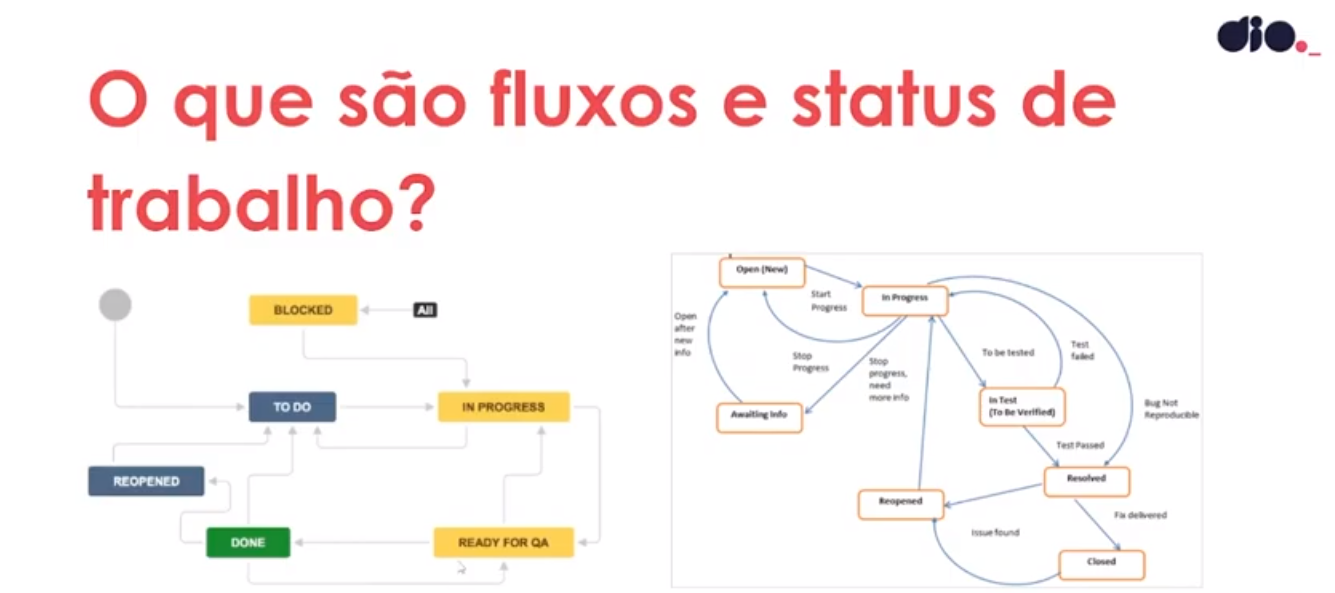 dio._
O que são fluxos e status de
trabalho?
BLOCKED
All
TO DO
IN PROGRESS
REOPENED
DONE
READY FOR QA
Open (New)
In Progress
Start
Progress
Open
after
new
info
Stop
Progress
Stop
progress,
need
more info
To be tested
Test
failed
Awaiting Info
In Test
(To Be Verified)
Bug Not
Reproducible
Test Passed
Resolved
Reopened
Fix delivered
Issue found
Closed